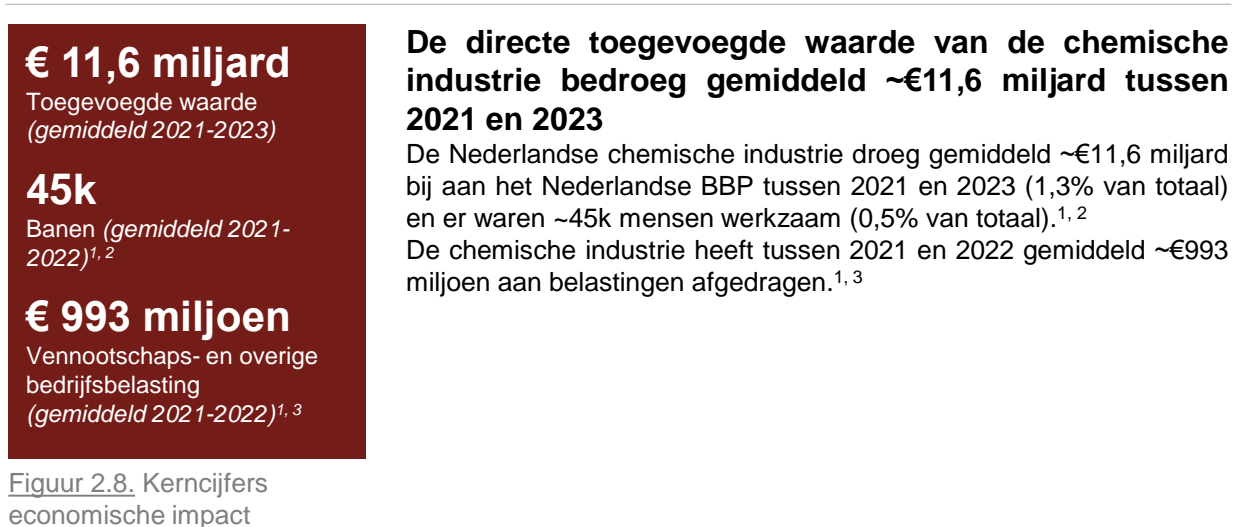 € 11,6 miljard
Toegevoegde waarde
(gemiddeld 2021-2023)
45k
Banen (gemiddeld 2021-
2022)1, 2
€ 993 miljoen
Vennootschaps- en overige
bedrijfsbelasting
(gemiddeld 2021-2022)1, 3
Figuur 2.8. Kerncijfers
economische impact
De directe toegevoegde waarde van de chemische
industrie bedroeg gemiddeld ~€11,6 miljard tussen
2021 en 2023
De Nederlandse chemische industrie droeg gemiddeld ~€11,6 miljard
bij aan het Nederlandse BBP tussen 2021 en 2023 (1,3% van totaal)
en er waren ~45k mensen werkzaam (0,5% van totaal).1, 2
De chemische industrie heeft tussen 2021 en 2022 gemiddeld ~€993
miljoen aan belastingen afgedragen.1, 3